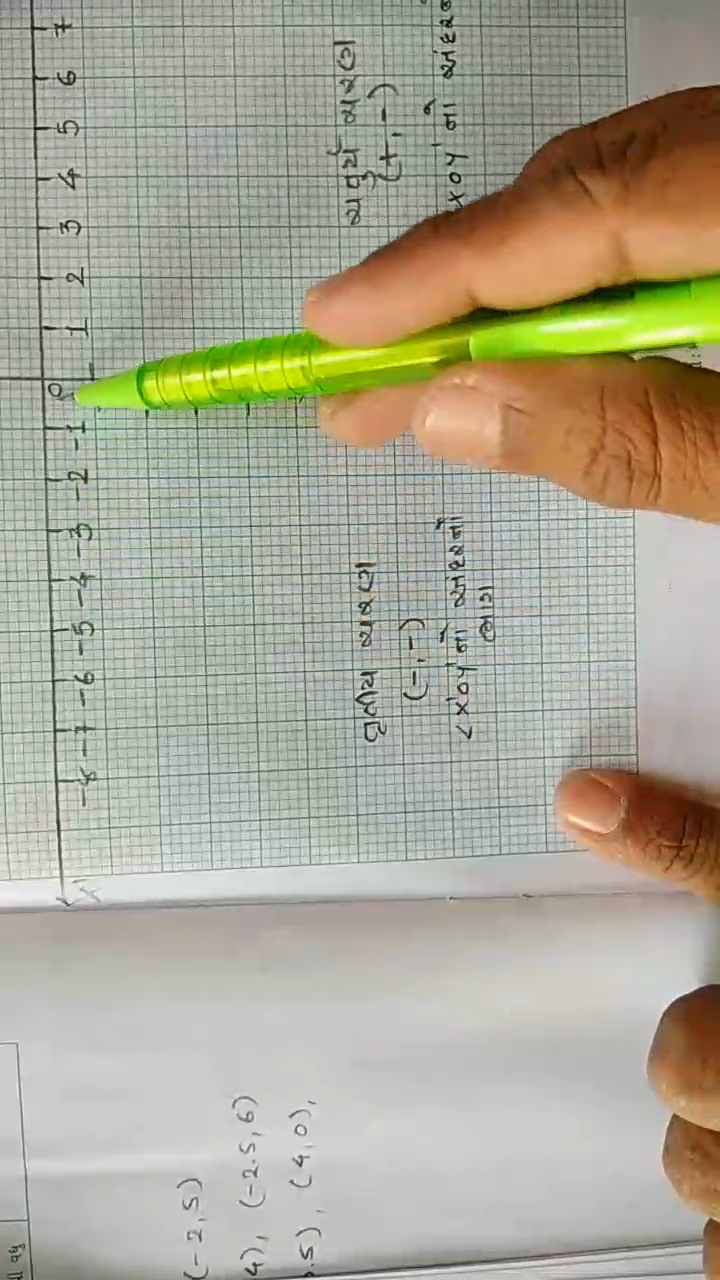 X' -8 -7 -6 -5 -4 -3 -2 -1 0 1 2 3 4 5 6 7
તૃતીય ચરણ
(-,-)
<X'OY' નો અંદરનો
ભાગ
ચતુર્થ ચરણ
(+,-)
XOY' નો
(-2,5)
4), (-2.5,6)
.5), (4,0),